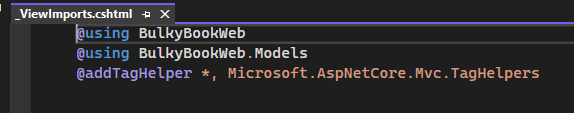 _ViewImports.cshtml
@using BulkyBookWeb
@using BulkyBookWeb.Models
@addTagHelper *, Microsoft.AspNetCore.Mvc.TagHelpers